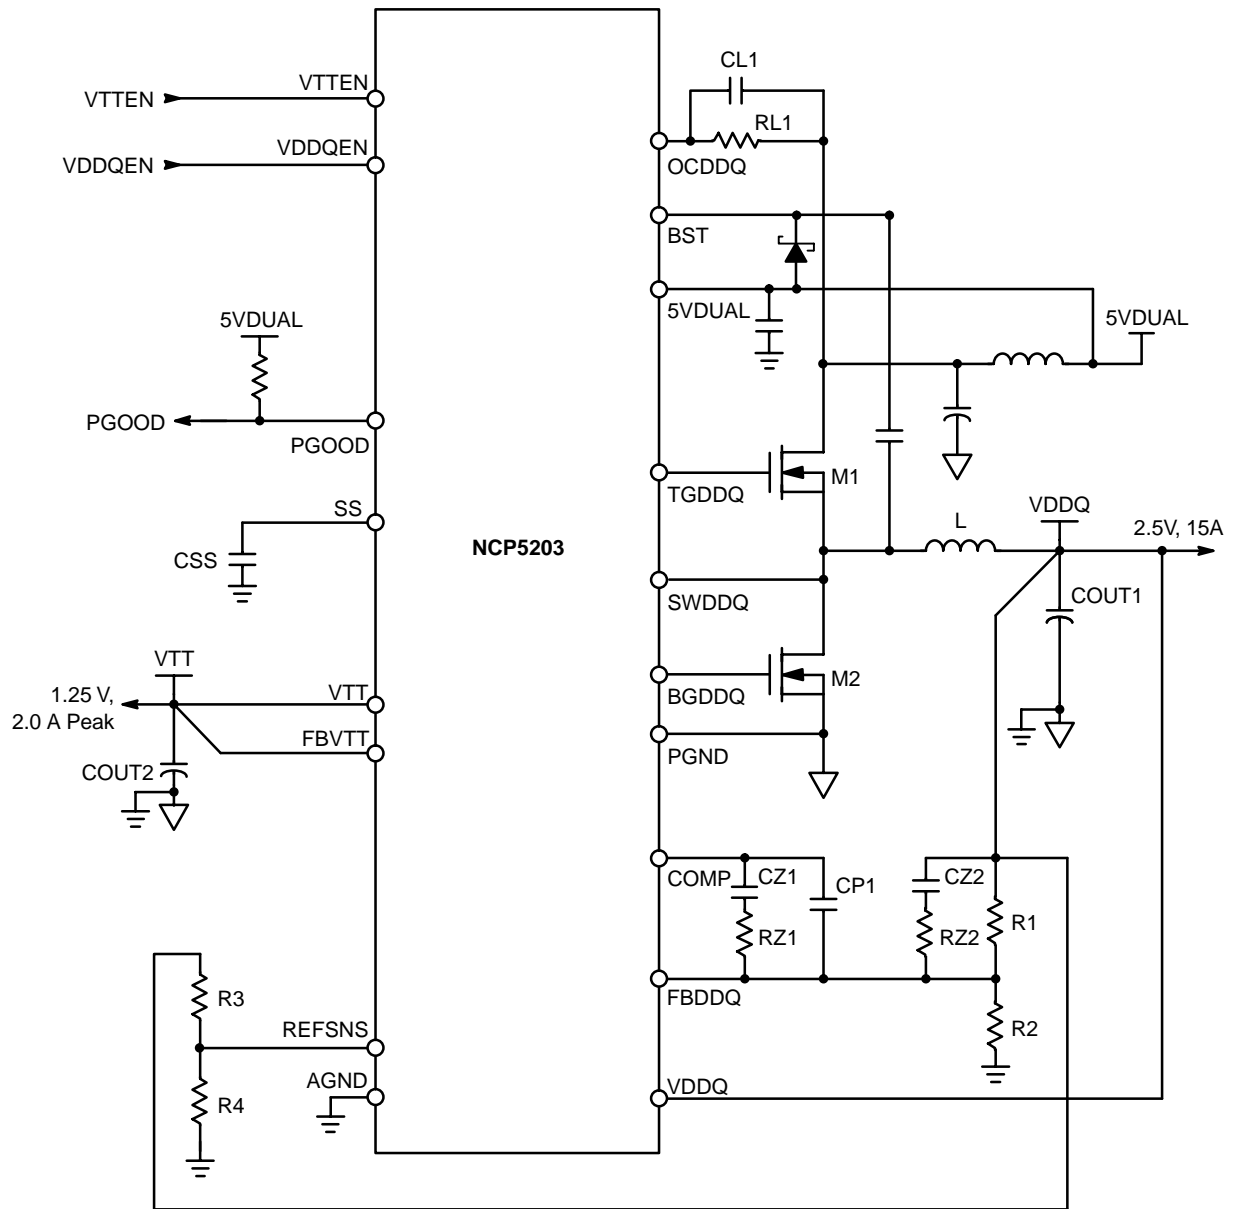 CL1
VTTEN
VTTEN
RL1
VDDQEN
VDDQEN
OCDDQ
BST
5VDUAL
5VDUAL
5VDUAL
PGOOD
PGOOD
TGDDQ
M1
SS
VDDQ
L
2.5V, 15A
NCP5203
CSS
SWDDQ
COUT1
VTT
VTT
1.25 V,
2.0 A Peak
BGDDQ
M2
FBVTT
PGND
COUT2
COMP
CZ1
CP1
CZ2
R1
RZ1
RZ2
R3
FBDDQ
REFSNS
R2
AGND
VDDQ
R4